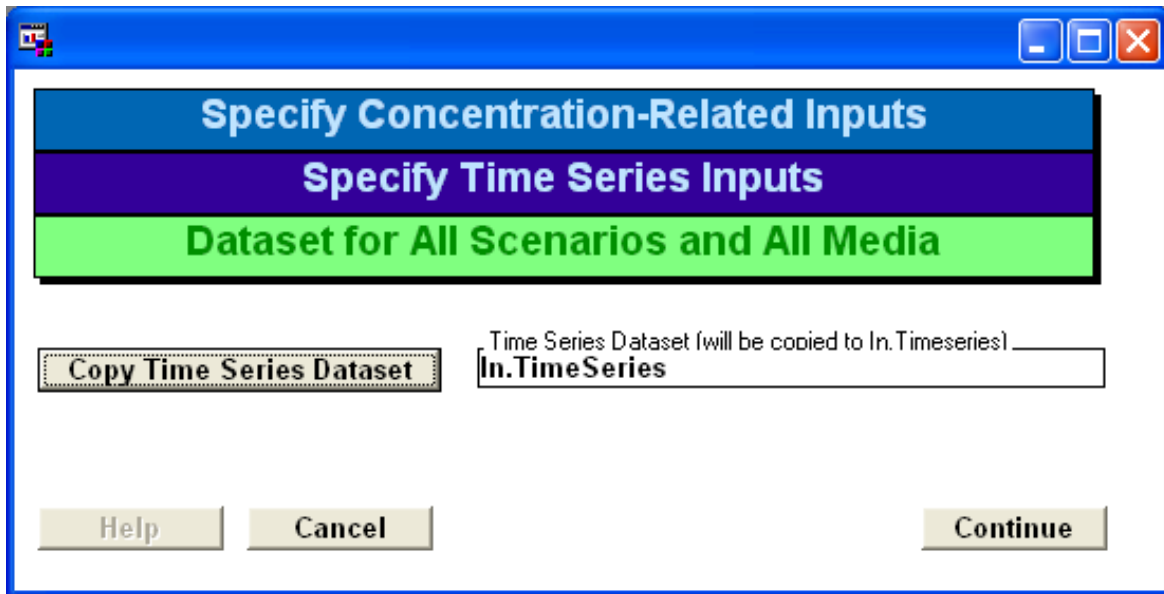 Specify Concentration-Related Inputs
Specify Time Series Inputs
Dataset for All Scenarios and All Media
Time Series Dataset (will be copied to In.Timeseries)
Copy Time Series Dataset
In.TimeSeries
Help
Cancel
Continue